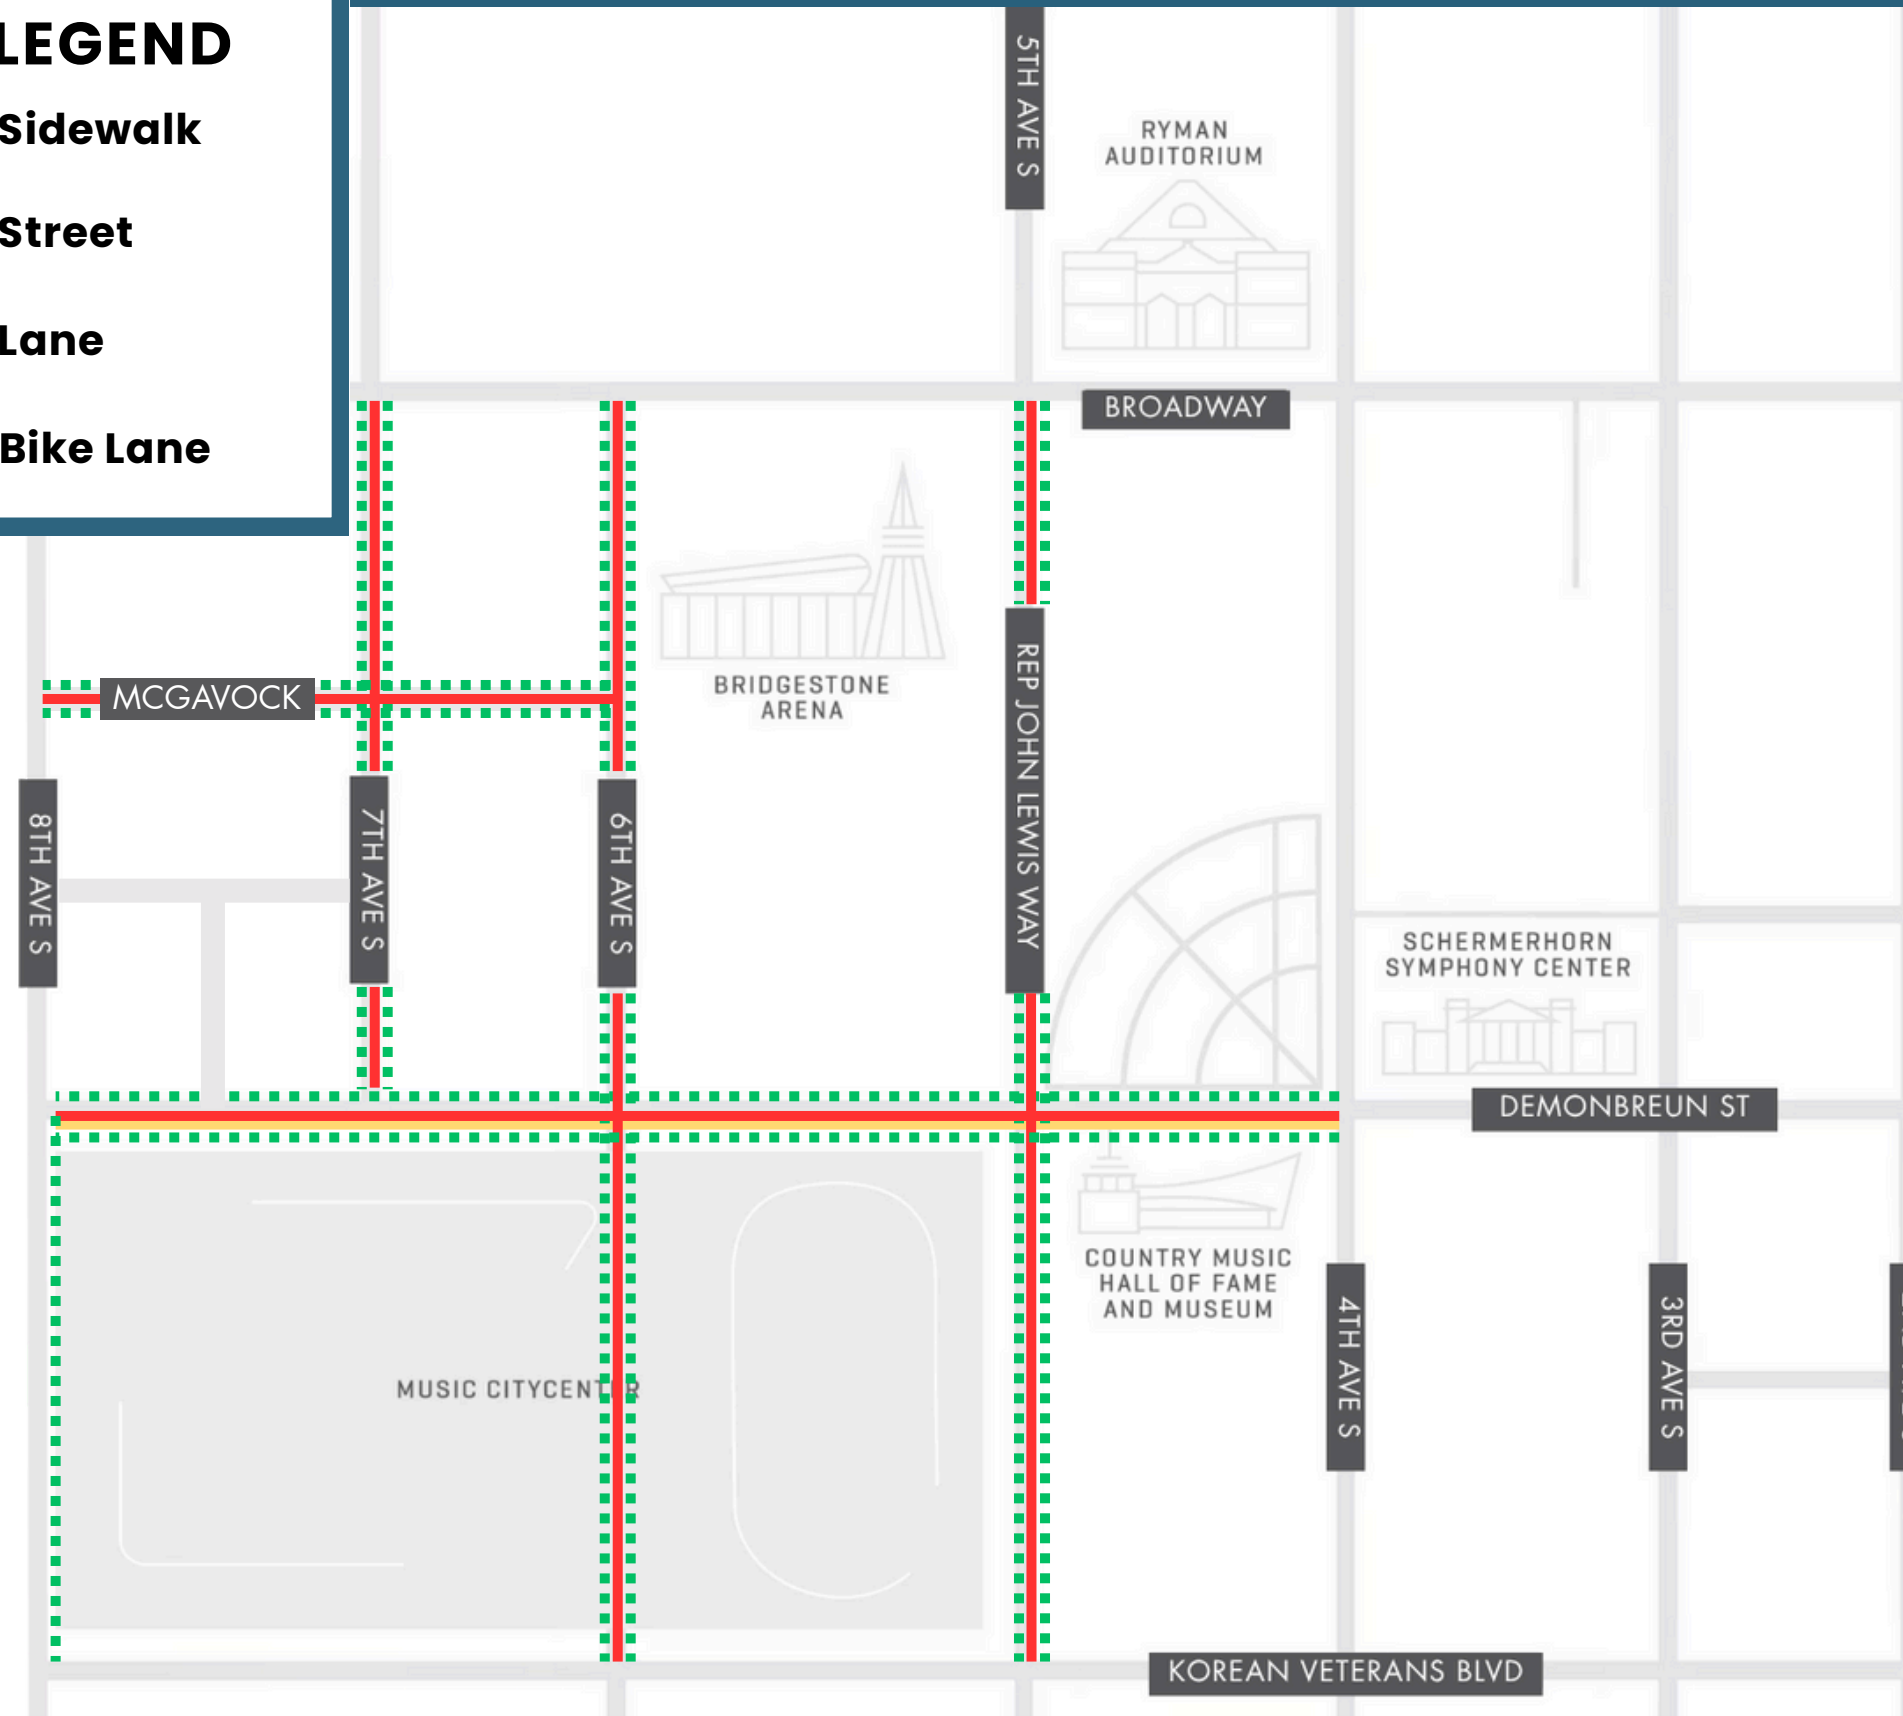 LEGEND
Sidewalk
Street
Lane
Bike Lane
5TH AVE S
RYMAN
AUDITORIUM
BROADWAY
BRIDGESTONE
ARENA
MCGAVOCK
REP JOHN LEWIS WAY
8TH AVE S
7TH AVE S
6TH AVE S
SCHERMERHORN
SYMPHONY CENTER
DEMONBREUN ST
COUNTRY MUSIC
HALL OF FAME
AND MUSEUM
4TH AVE S
3RD AVE S
MUSIC CITYCENTER
KOREAN VETERANS BLVD